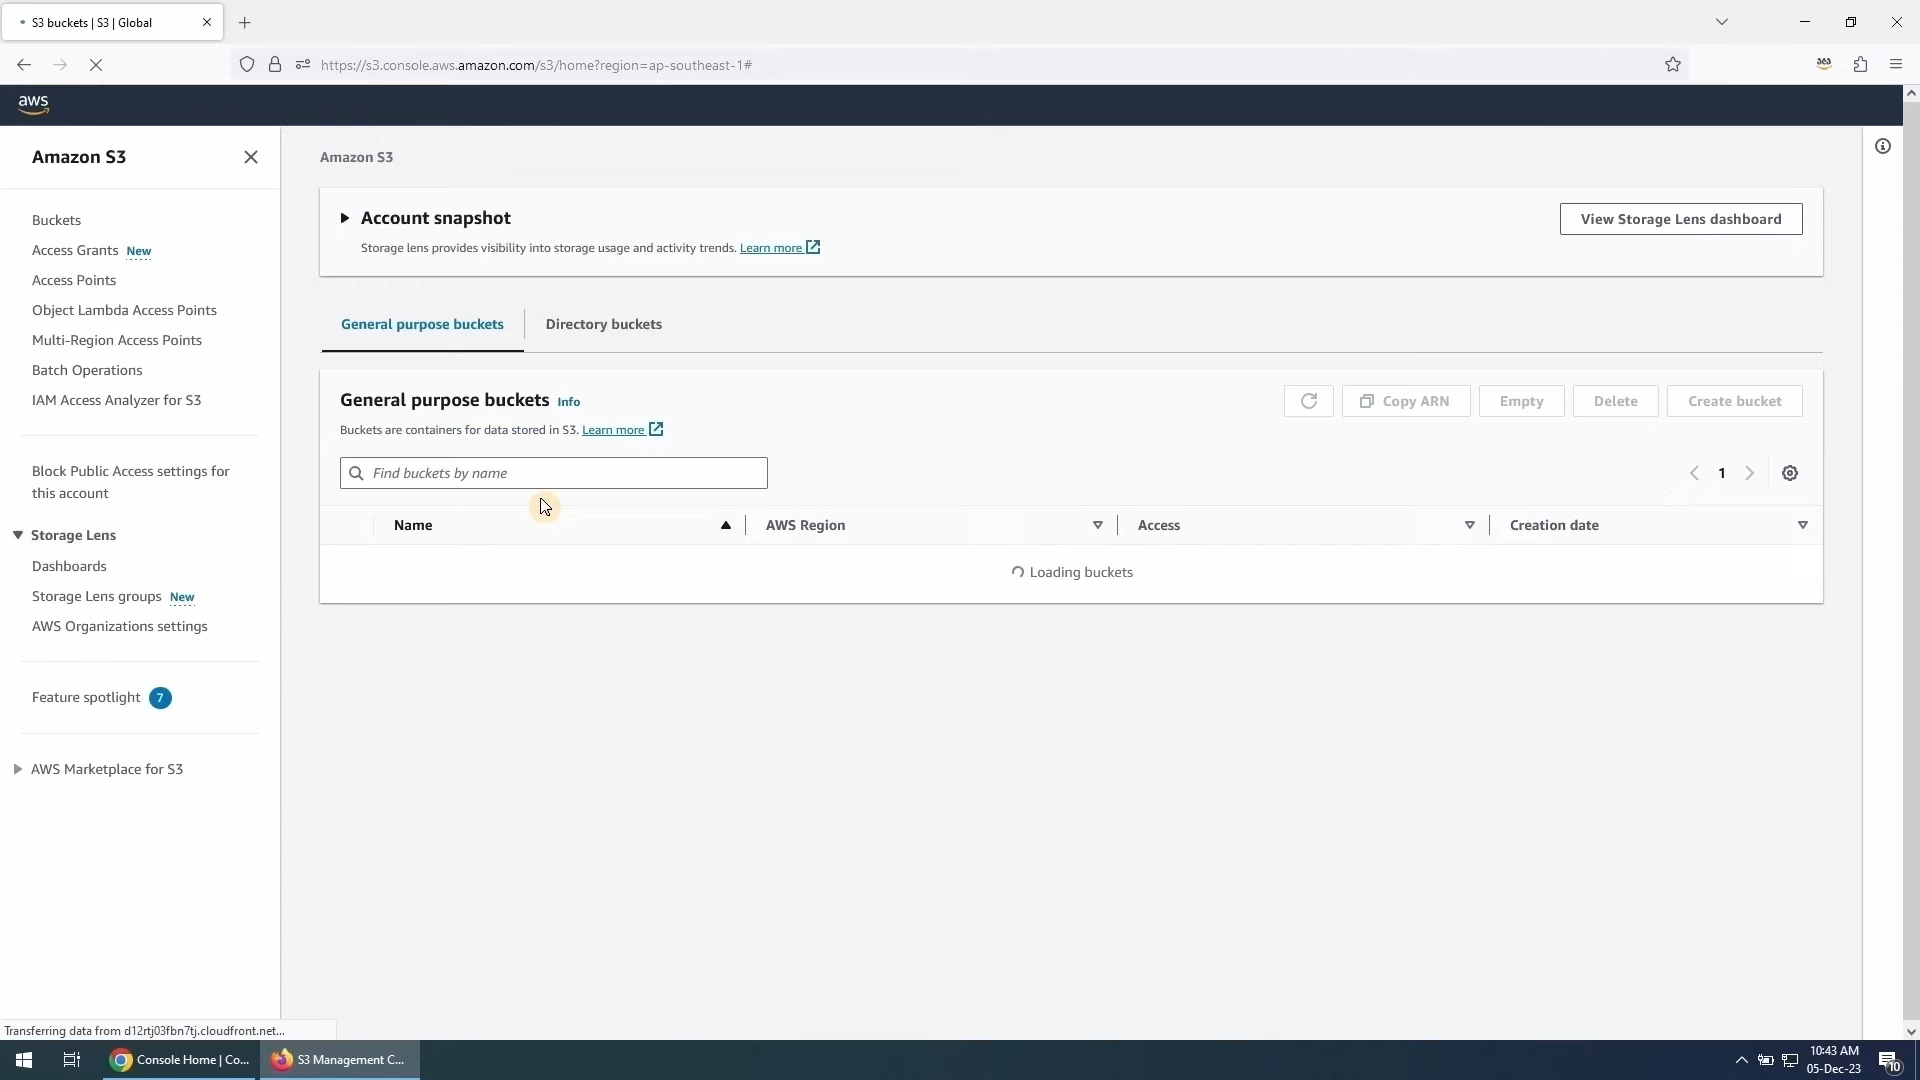 S3 buckets | S3 | Global
https://s3.console.aws.amazon.com/s3/home?region=ap-southeast-1#
aws
Amazon S3
Buckets
Access Grants New
Access Points
Object Lambda Access Points
Multi-Region Access Points
Batch Operations
IAM Access Analyzer for S3
Block Public Access settings for
this account
Storage Lens
Dashboards
Storage Lens groups New
AWS Organizations settings
Feature spotlight 7
AWS Marketplace for S3
Amazon S3
Account snapshot
View Storage Lens dashboard
Storage lens provides visibility into storage usage and activity trends. Learn more
General purpose buckets
Directory buckets
General purpose buckets Info
Copy ARN
Empty
Delete
Create bucket
Buckets are containers for data stored in S3. Learn more
Find buckets by name
1
Name
AWS Region
Access
Creation date
Loading buckets
Transferring data from d12rtj03fbn7tj.cloudfront.net...
Console Home | Co...
S3 Management C...
10:43 AM
05-Dec-23
10